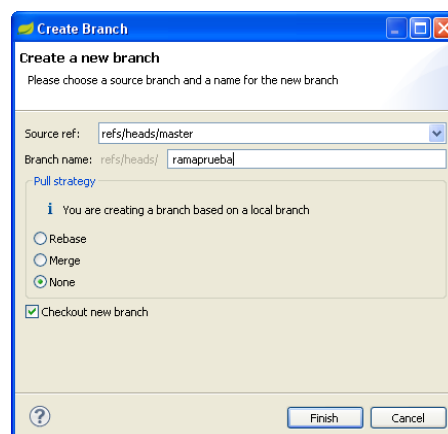 Create Branch
Create a new branch
Please choose a source branch and a name for the new branch
Source ref: refs/heads/master
Branch name: refs/heads/ ramaprueba
Pull strategy
You are creating a branch based on a local branch
Rebase
Merge
None
Checkout new branch
Finish Cancel